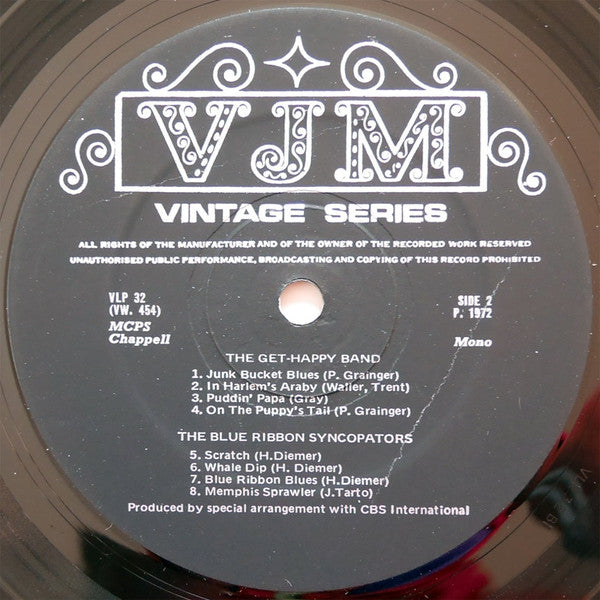 VJM
VINTAGE SERIES
ALL RIGHTS OF THE MANUFACTURER AND OF THE OWNER OF THE RECORDED WORK RESERVED
UNAUTHORISED PUBLIC PERFORMANCE, BROADCASTING AND COPYING OF THIS RECORD PROHIBITED
VLP 32
(VW. 454)
MCPS
Chappell
SIDE 2
P. 1972
Mono
THE GET-HAPPY BAND
1. Junk Bucket Blues (P. Grainger)
2. In Harlem's Araby (Waller, Trent)
3. Puddin' Papa (Gray)
4. On The Puppy's Tail (P. Grainger)
THE BLUE RIBBON SYNCOPATORS
5. Scratch (H.Diemer)
6. Whale Dip (H. Diemer)
7. Blue Ribbon Blues (H.Diemer)
8. Memphis Sprawler (J.Tarto)
Produced by special arrangement with CBS International